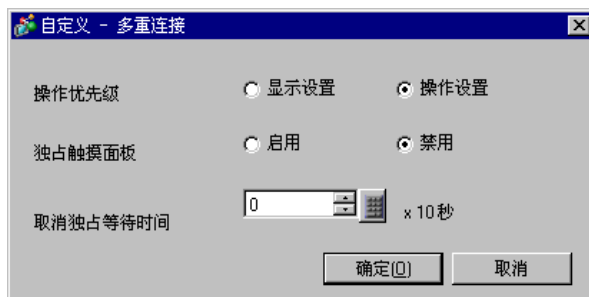 自定义 - 多重连接
操作优先级 显示设置 操作设置
独占触摸面板 启用 禁用
取消独占等待时间 0 x 10秒
确定(O) 取消